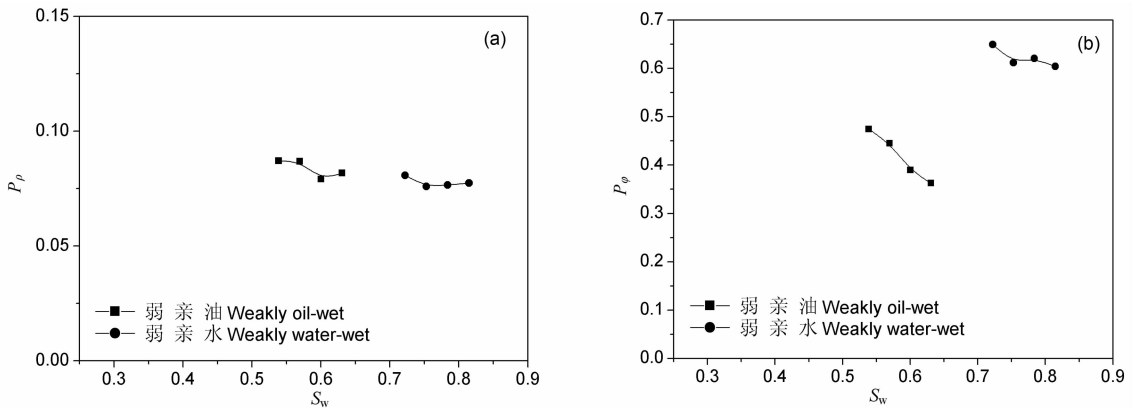 (a)
0.15
0.10
0.05
0.00
Pρ
弱 亲 油 Weakly oil-wet
弱 亲 水 Weakly water-wet
0.3 0.4 0.5 0.6 0.7 0.8 0.9
Sw
(b)
0.7
0.6
0.5
0.4
0.3
0.2
0.1
0.0
Pφ
弱 亲 油 Weakly oil-wet
弱 亲 水 Weakly water-wet
0.3 0.4 0.5 0.6 0.7 0.8 0.9
Sw